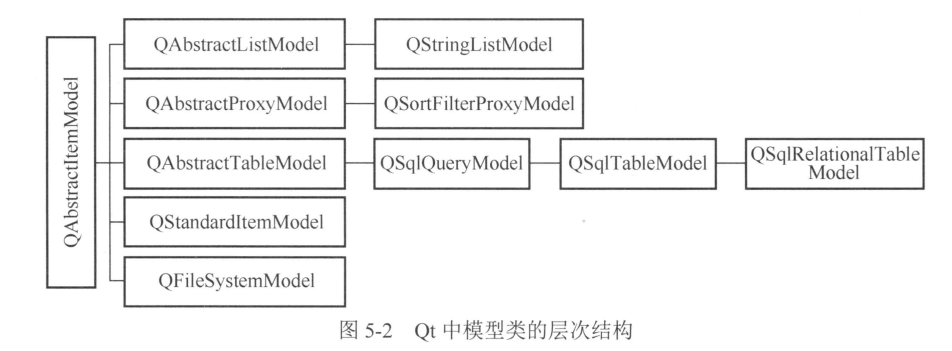 QAbstractItemModel
QAbstractListModel
QStringListModel
QAbstractProxyModel
QSortFilterProxyModel
QAbstractTableModel
QSqlQueryModel
QSqlTableModel
QSqlRelationalTable
Model
QStandardItemModel
QFileSystemModel
图 5-2 Qt 中模型类的层次结构